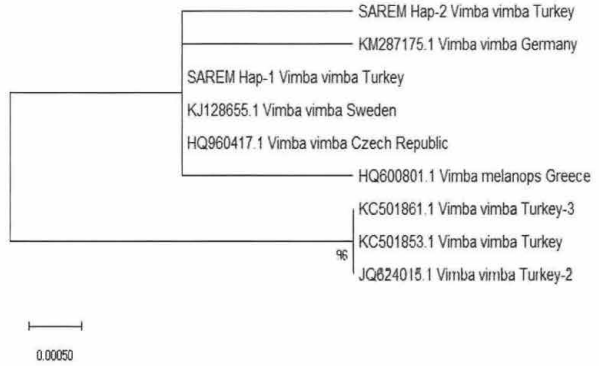 SAREM Hap-2 Vimba vimba Turkey
KM287175.1 Vimba vimba Germany
SAREM Hap-1 Vimba vimba Turkey
KJ128655.1 Vimba vimba Sweden
HQ960417.1 Vimba vimba Czech Republic
HQ600801.1 Vimba melanops Greece
KC501861.1 Vimba vimba Turkey-3
KC501853.1 Vimba vimba Turkey
96
JQ624015.1 Vimba vimba Turkey-2
0.00050